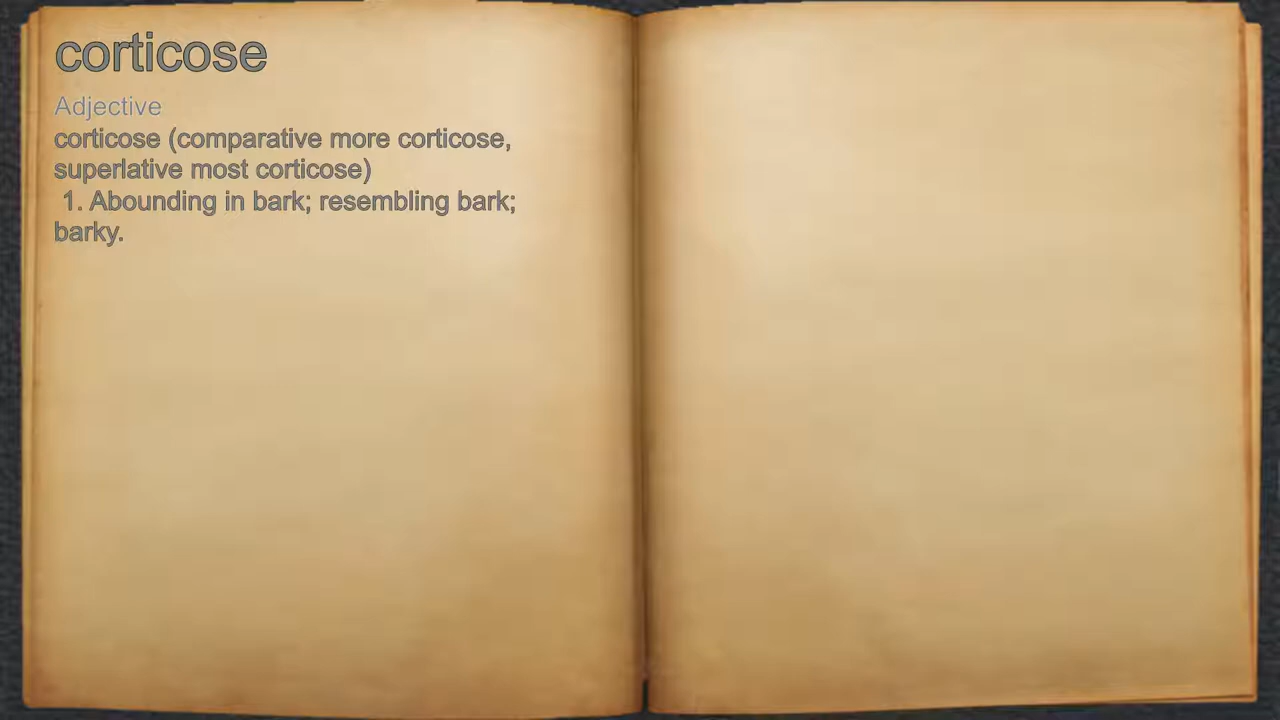 corticose
Adjective
corticose (comparative more corticose,
superlative most corticose)
1. Abounding in bark; resembling bark;
barky.